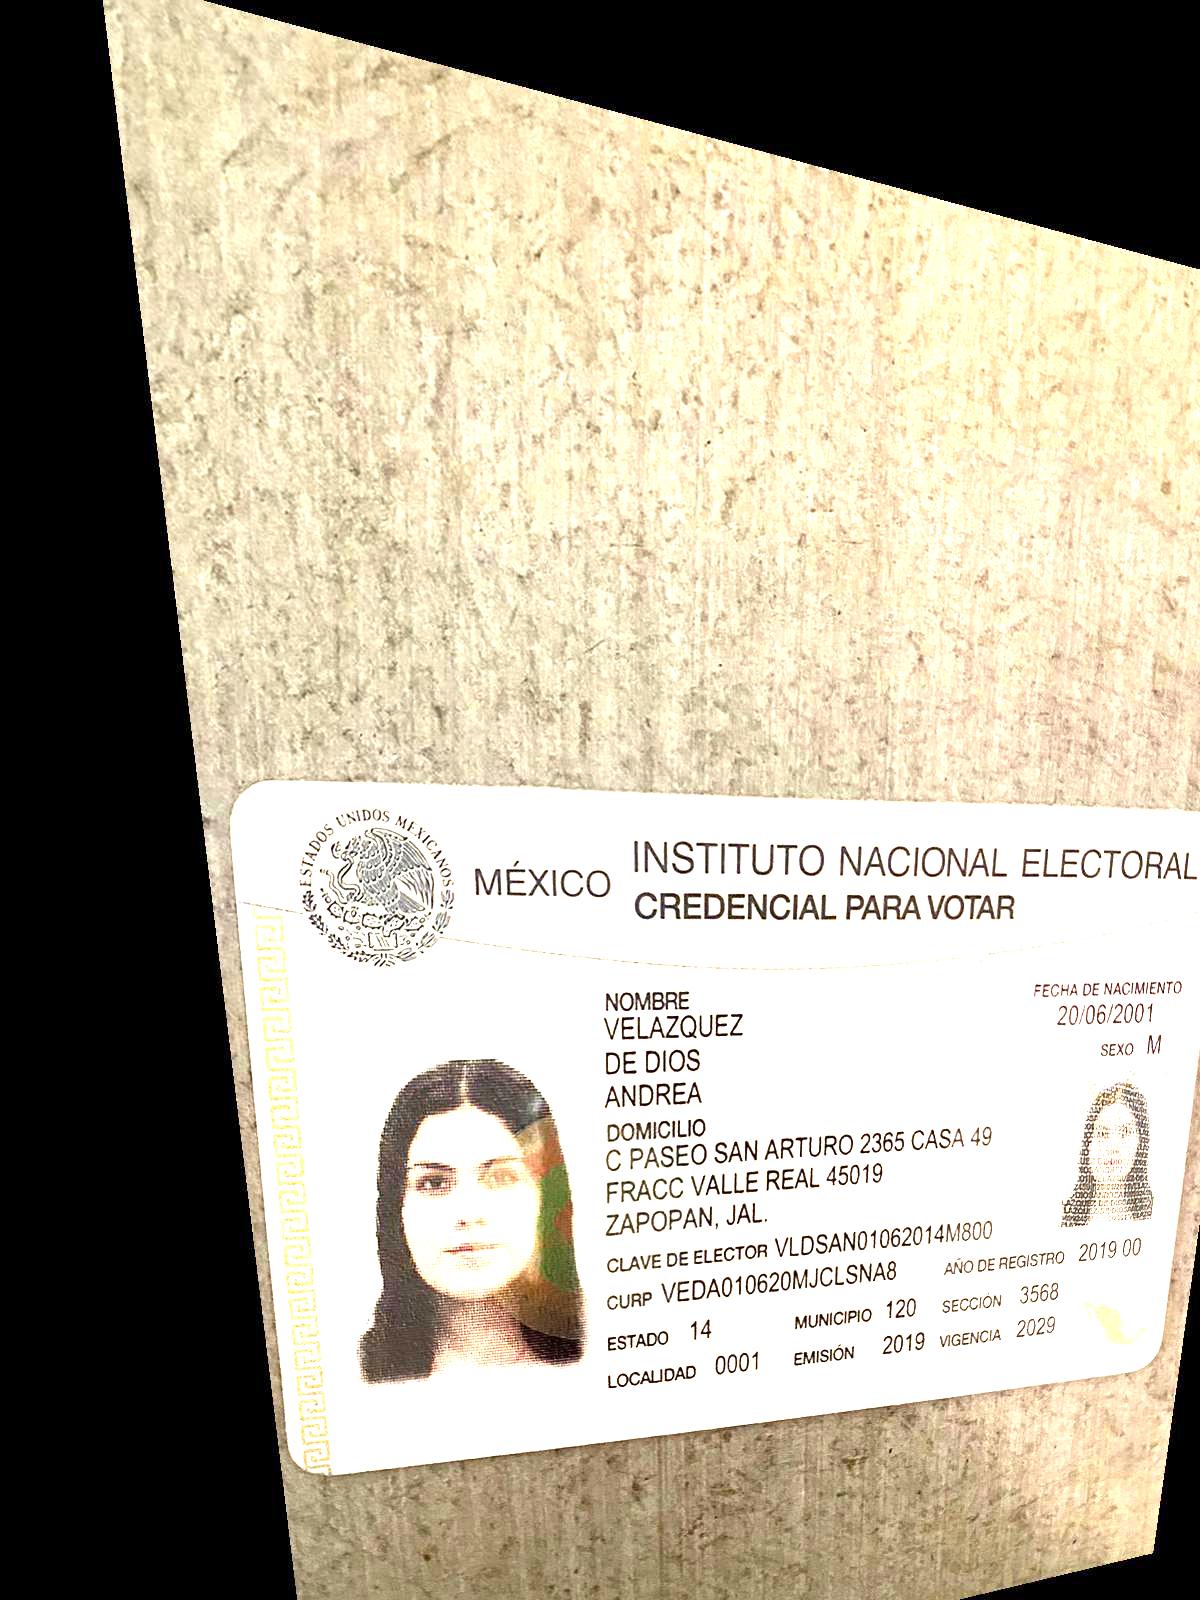 ESTADOS UNIDOS MEXICANOS
MÉXICO
INSTITUTO NACIONAL ELECTORAL
CREDENCIAL PARA VOTAR
NOMBRE
VELAZQUEZ
DE DIOS
ANDREA
FECHA DE NACIMIENTO
20/06/2001
SEXO M
DOMICILIO
C PASEO SAN ARTURO 2365 CASA 49
FRACC VALLE REAL 45019
ZAPOPAN, JAL.
CLAVE DE ELECTOR VLDSAN01062014M800
CURP VEDA010620MJCLSNA8 AÑO DE REGISTRO 2019 00
ESTADO 14 MUNICIPIO 120 SECCIÓN 3568
LOCALIDAD 0001 EMISIÓN 2019 VIGENCIA 2029